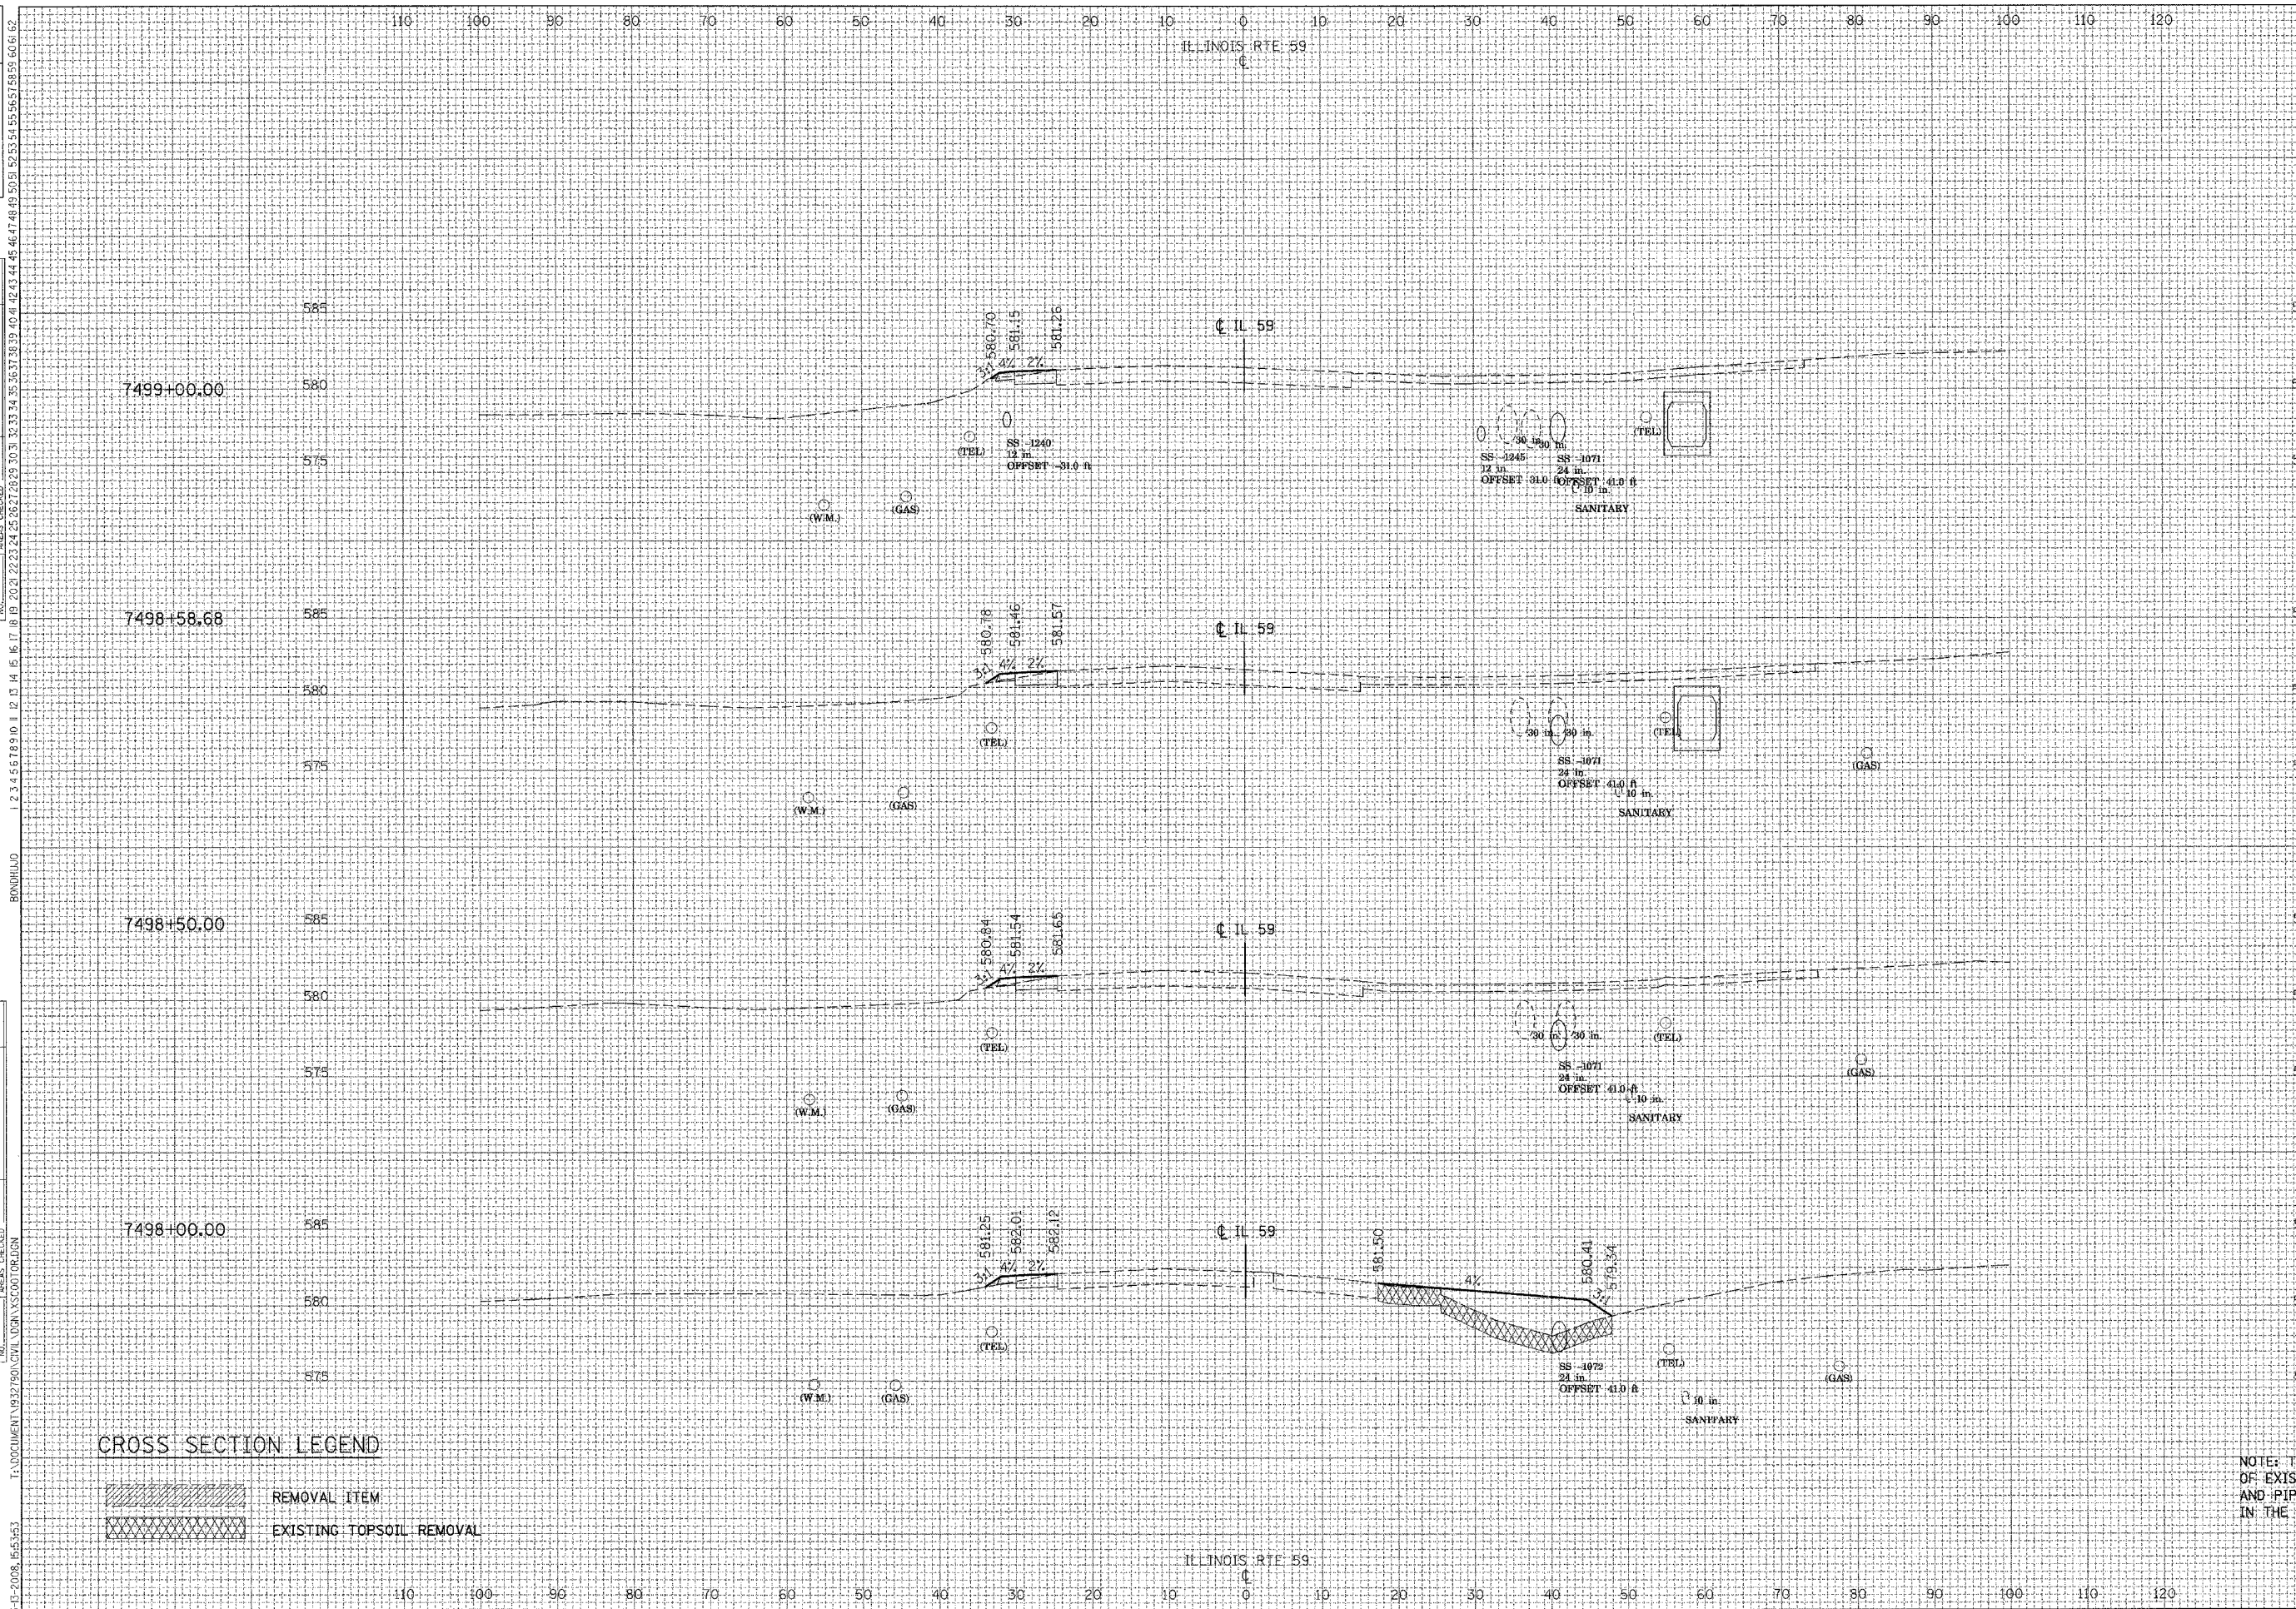 110 100 90 80 70 60 50 40 30 20 10 0 10 20 30 40 50 60 70 80 90 100 110 120
ILLINOIS RTE 59
℄
585
580.70
581.15
581.26
℄ IL 59
7499+00.00
580
3:1
4%
2%
(TEL)
SS -1240
12 in.
OFFSET -31.0 ft
575
(W.M.)
(GAS)
30 in.
30 in.
(TEL)
SS -1245
12 in.
OFFSET 31.0 ft
SS -1071
24 in.
OFFSET 41.0 ft
10 in.
SANITARY
7498+58.68
585
580.78
581.46
581.57
℄ IL 59
580
3:1
4%
2%
(TEL)
30 in.
30 in.
(TEL)
575
SS -1071
24 in.
OFFSET 41.0 ft
(GAS)
(W.M.)
(GAS)
10 in.
SANITARY
7498+50.00
585
580.84
581.54
581.65
℄ IL 59
580
3:1
4%
2%
(TEL)
30 in.
30 in.
(TEL)
575
SS -1071
24 in.
OFFSET 41.0 ft
(GAS)
(W.M.)
(GAS)
10 in.
SANITARY
7498+00.00
585
581.25
582.01
582.12
℄ IL 59
581.50
580.41
579.34
580
3:1
4%
2%
4%
3:1
(TEL)
(TEL)
575
SS -1072
24 in.
OFFSET 41.0 ft
(GAS)
(W.M.)
(GAS)
10 in.
SANITARY
CROSS SECTION LEGEND
REMOVAL ITEM
EXISTING TOPSOIL REMOVAL
NOTE: T
OF EXIS
AND PIP
IN THE
ILLINOIS RTE 59
℄
110 100 90 80 70 60 50 40 30 20 10 0 10 20 30 40 50 60 70 80 90 100 110 120
BONDHUJO